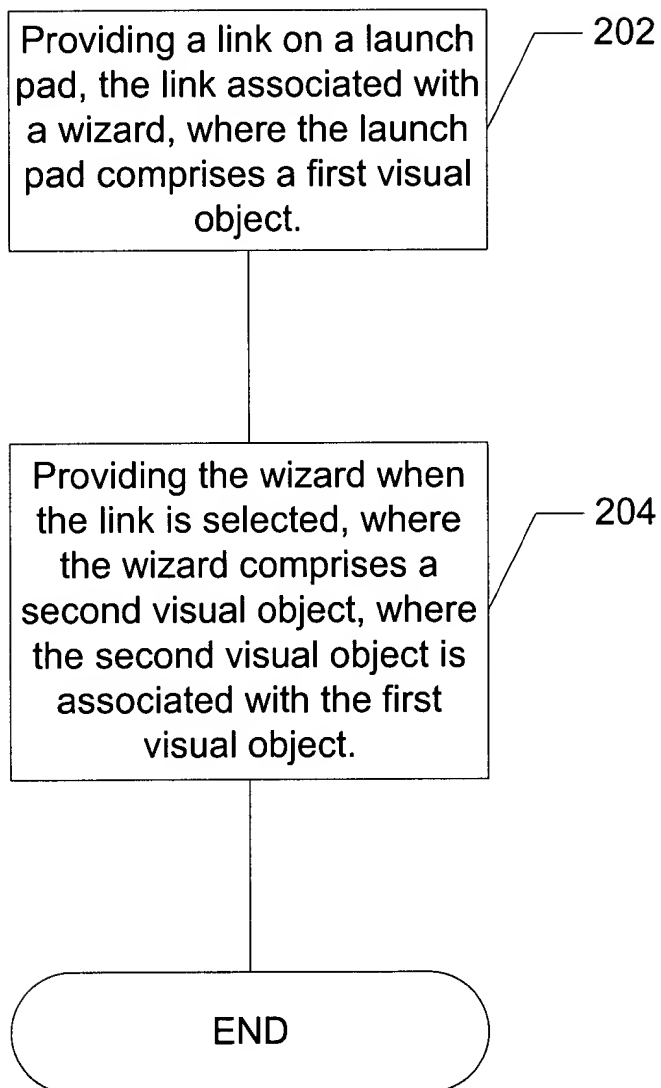 Providing a link on a launch
pad, the link associated with
a wizard, where the launch
pad comprises a first visual
object.
202
Providing the wizard when
the link is selected, where
the wizard comprises a
second visual object, where
the second visual object is
associated with the first
visual object.
204
END